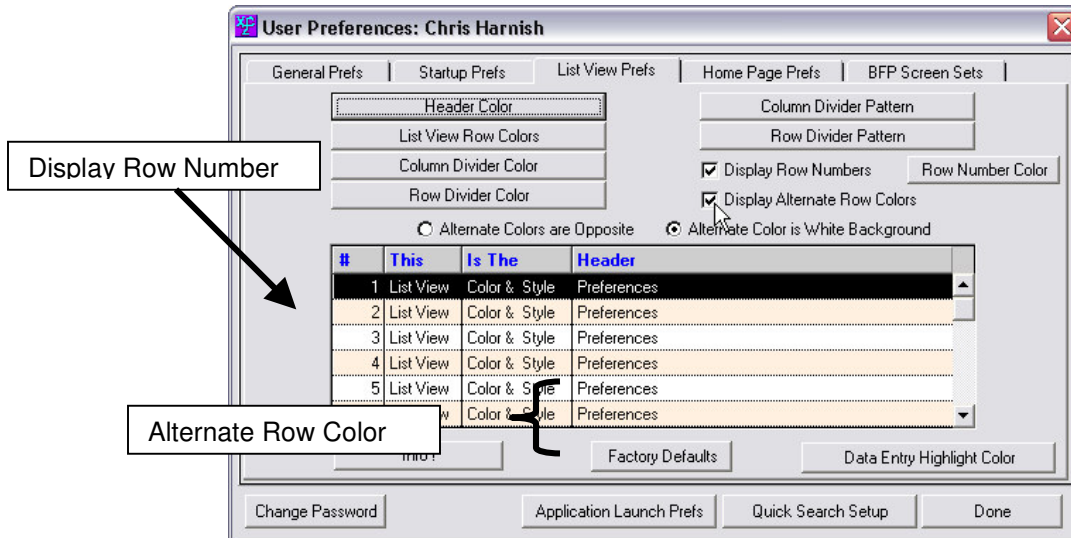 User Preferences: Chris Harnish
General Prefs
Startup Prefs
List View Prefs
Home Page Prefs
BFP Screen Sets
Header Color
Column Divider Pattern
List View Row Colors
Row Divider Pattern
Display Row Number
Column Divider Color
Display Row Numbers
Row Number Color
Row Divider Color
Display Alternate Row Colors
Alternate Colors are Opposite
Alternate Color is White Background
# This Is The Header
1 List View Color & Style Preferences
2 List View Color & Style Preferences
3 List View Color & Style Preferences
4 List View Color & Style Preferences
5 List View Color & Style Preferences
Color & Style Preferences
Alternate Row Color
Factory Defaults
Data Entry Highlight Color
Change Password
Application Launch Prefs
Quick Search Setup
Done